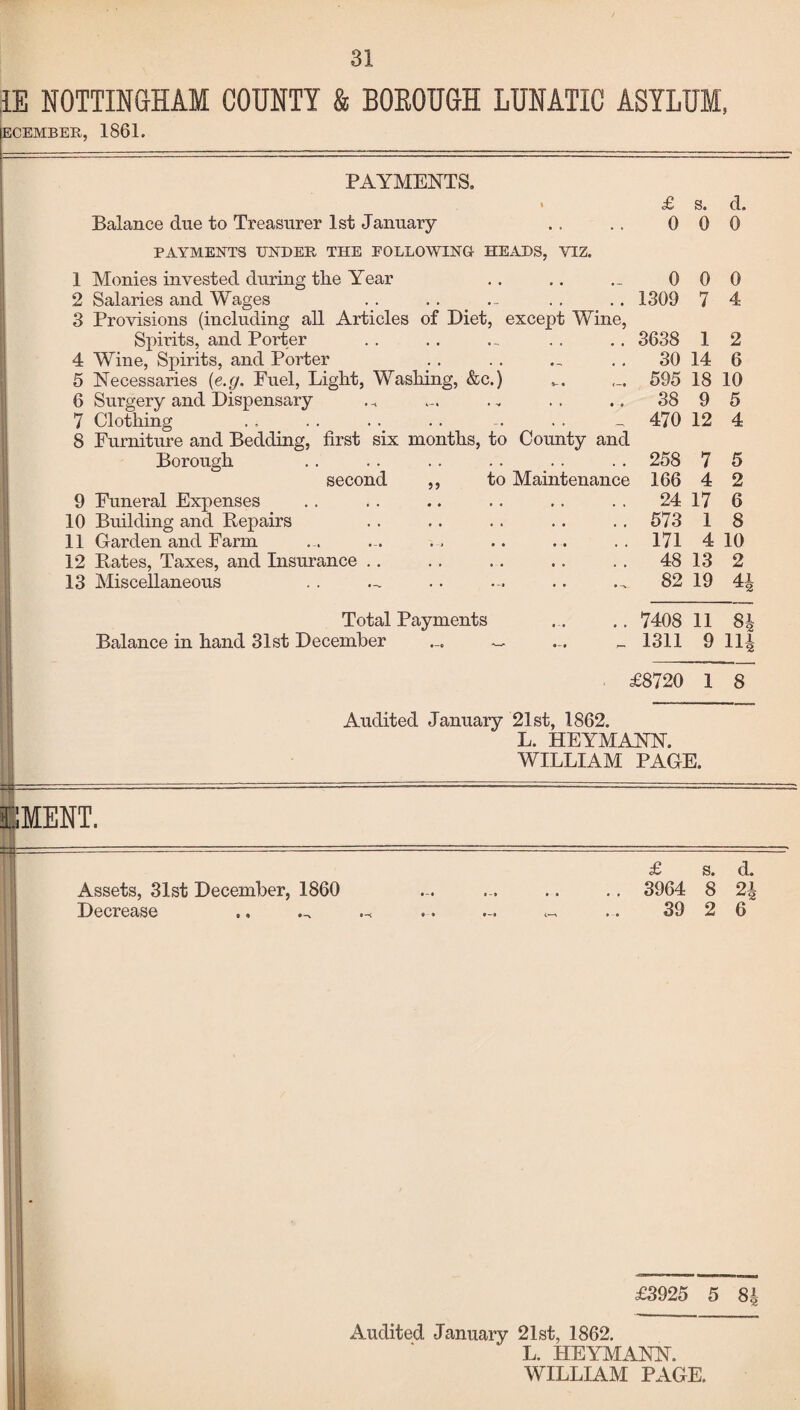 31
HE NOTTINGHAM COUNTY & BOROUGH LUNATIC ASYLUM,
ECEMBER, 1861.
PAYMENTS.
£ s. d.
Balance due to Treasurer 1st January .. .. 0 0 0
PAYMENTS UNDER THE FOLLOWING HEADS, VIZ.
1 Monies invested during the Year .. .. .. 0 0 0
2 Salaries and Wages .. .. .. .. .. 1309 7 4
3 Provisions (including all Articles of Diet, except Wine,
Spirits, and Porter .. .. .. .. .. 3638 1 2
4 Wine, Spirits, and Porter .. .. .. .. 30 14 6
5 Necessaries (e.g. Fuel, Light, Washing, &c.) .. .. 595 18 10
6 Surgery and Dispensary .. .. .. .. .. 38 9 5
7 Clothing .. .. .. .. .. .. .. 470 12 4
8 Furniture and Bedding, first six months, to County and
Borough .. .. .. .. .. .. 258 7 5
second ,, to Maintenance 166 4 2
9 Funeral Expenses .. .. .. .. .. .. 24 17 6
10 Building and Repairs .. .. .. .. .. 573 1 8
11 Garden and Farm .. .. .. .. .. .. 171 4 10
12 Rates, Taxes, and Insurance .. .. .. .. .. 48 13 2
13 Miscellaneous .. .. .. .. .. .. 82 19 4½
Total Payments .. .. 7408 11 8½
Balance in hand 31st December .. .. .. .. 1311 9 11½
£8720 1 8
Audited January 21st, 1862.
L. HEYMANN.
WILLIAM PAGE.
EMENT.
£ s. d.
Assets, 31st December, 1860 .. .. .. .. 3964 8 2½
Decrease .. .. .. .. .. .. .. 39 2 6
£3925 5 8½
Audited January 21st, 1862.
L. HEYMANN.
WILLIAM PAGE.